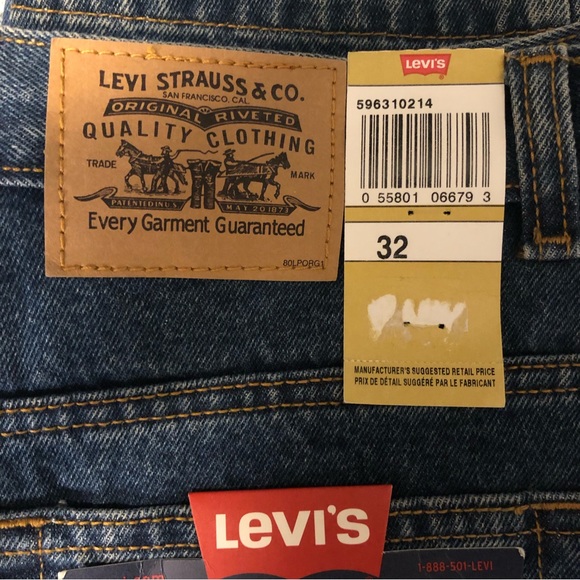 LEVI STRAUSS & CO.
SAN FRANCISCO, CAL.
ORIGINAL RIVETED
QUALITY CLOTHING
TRADE MARK
PATENTED IN U.S. MAY 20 1873
Every Garment Guaranteed
80LPORG1
LEVI'S
596310214
0 55801 06679 3
32
MANUFACTURER'S SUGGESTED RETAIL PRICE
PRIX DE DÉTAIL SUGGÉRÉ PAR LE FABRICANT
LEVI'S
.com
1-888-501-LEVI